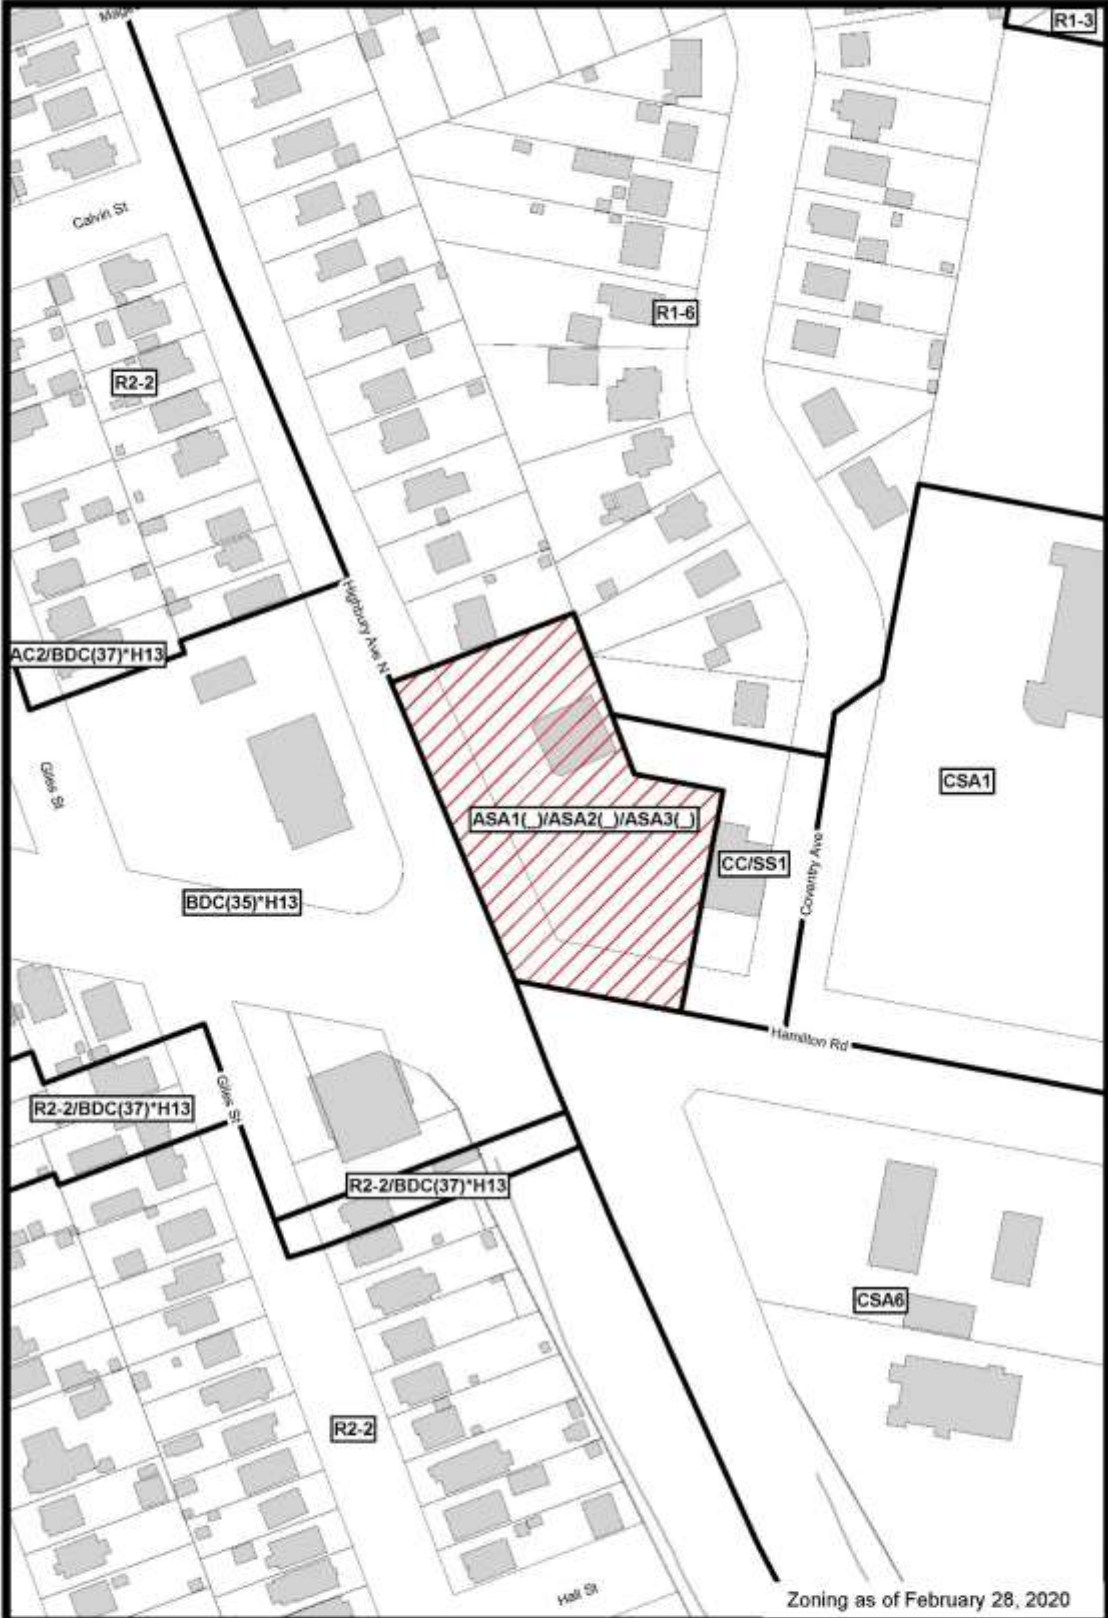 R1-3
Calvin St
R1-6
R2-2
Highbury Ave N
AC2/BDC(37)*H13
Giles St
CSA1
ASA1(_)/ASA2(_)/ASA3(_)
CC/SS1
Coventry Ave
BDC(35)*H13
Hamilton Rd
R2-2/BDC(37)*H13
Giles St
R2-2/BDC(37)*H13
CSA6
R2-2
Hall St
Zoning as of February 28, 2020